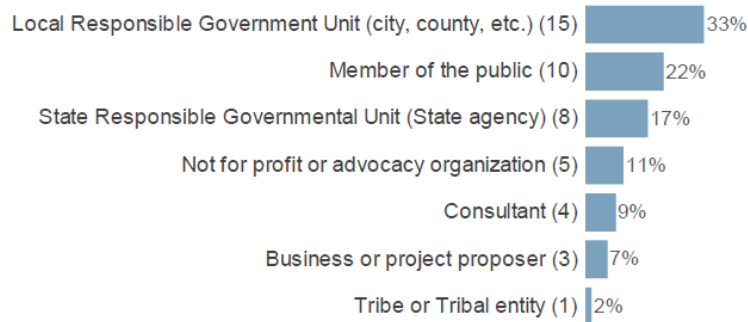 Local Responsible Government Unit (city, county, etc.) (15) 33%
Member of the public (10) 22%
State Responsible Governmental Unit (State agency) (8) 17%
Not for profit or advocacy organization (5) 11%
Consultant (4) 9%
Business or project proposer (3) 7%
Tribe or Tribal entity (1) 2%